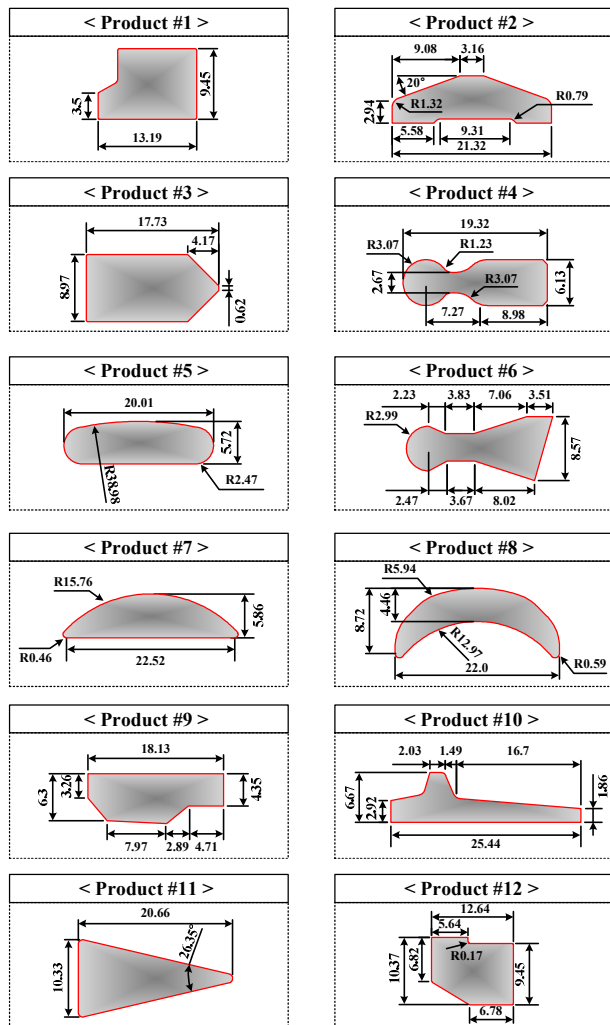 < Product #1 >
9.45
3.5
13.19
< Product #2 >
9.08
3.16
20°
R1.32
R0.79
2.94
5.58
9.31
21.32
< Product #3 >
17.73
4.17
8.97
0.62
< Product #4 >
19.32
R3.07
R1.23
2.67
R3.07
6.13
7.27
8.98
< Product #5 >
20.01
5.72
R38.98
R2.47
< Product #6 >
2.23
3.83
7.06
3.51
R2.99
8.57
2.47
3.67
8.02
< Product #7 >
R15.76
5.86
R0.46
22.52
< Product #8 >
R5.94
4.46
8.72
R12.97
R0.59
22.0
< Product #9 >
18.13
3.26
6.3
4.35
7.97
2.89
4.71
< Product #10 >
2.03
1.49
16.7
6.67
2.92
1.86
25.44
< Product #11 >
20.66
26.35°
10.33
< Product #12 >
12.64
5.64
R0.17
6.82
10.37
9.45
6.78